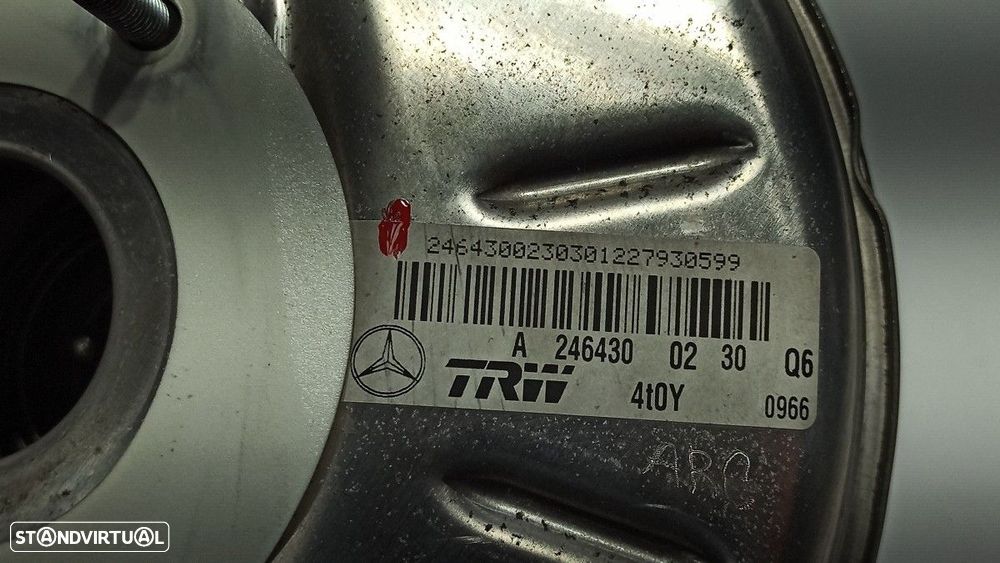 2464300230301227930599
A 246430 02 30 Q6
TRW 4t0Y 0966
ARC
STANDVIRTUAL